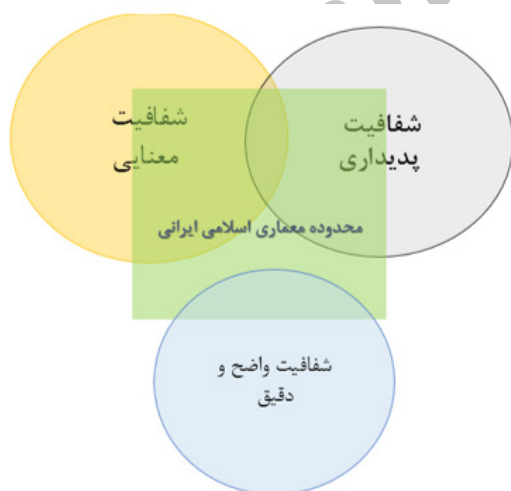 شفافیت
پدیداری
شفافیت
معنایی
محدوده معماری اسلامی ایرانی
شفافیت واضح و
دقیق